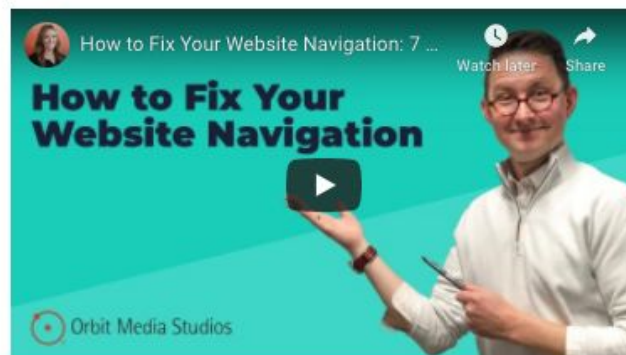 How to Fix Your Website Navigation: 7 ...
Watch later
Share
How to Fix Your
Website Navigation
Orbit Media Studios